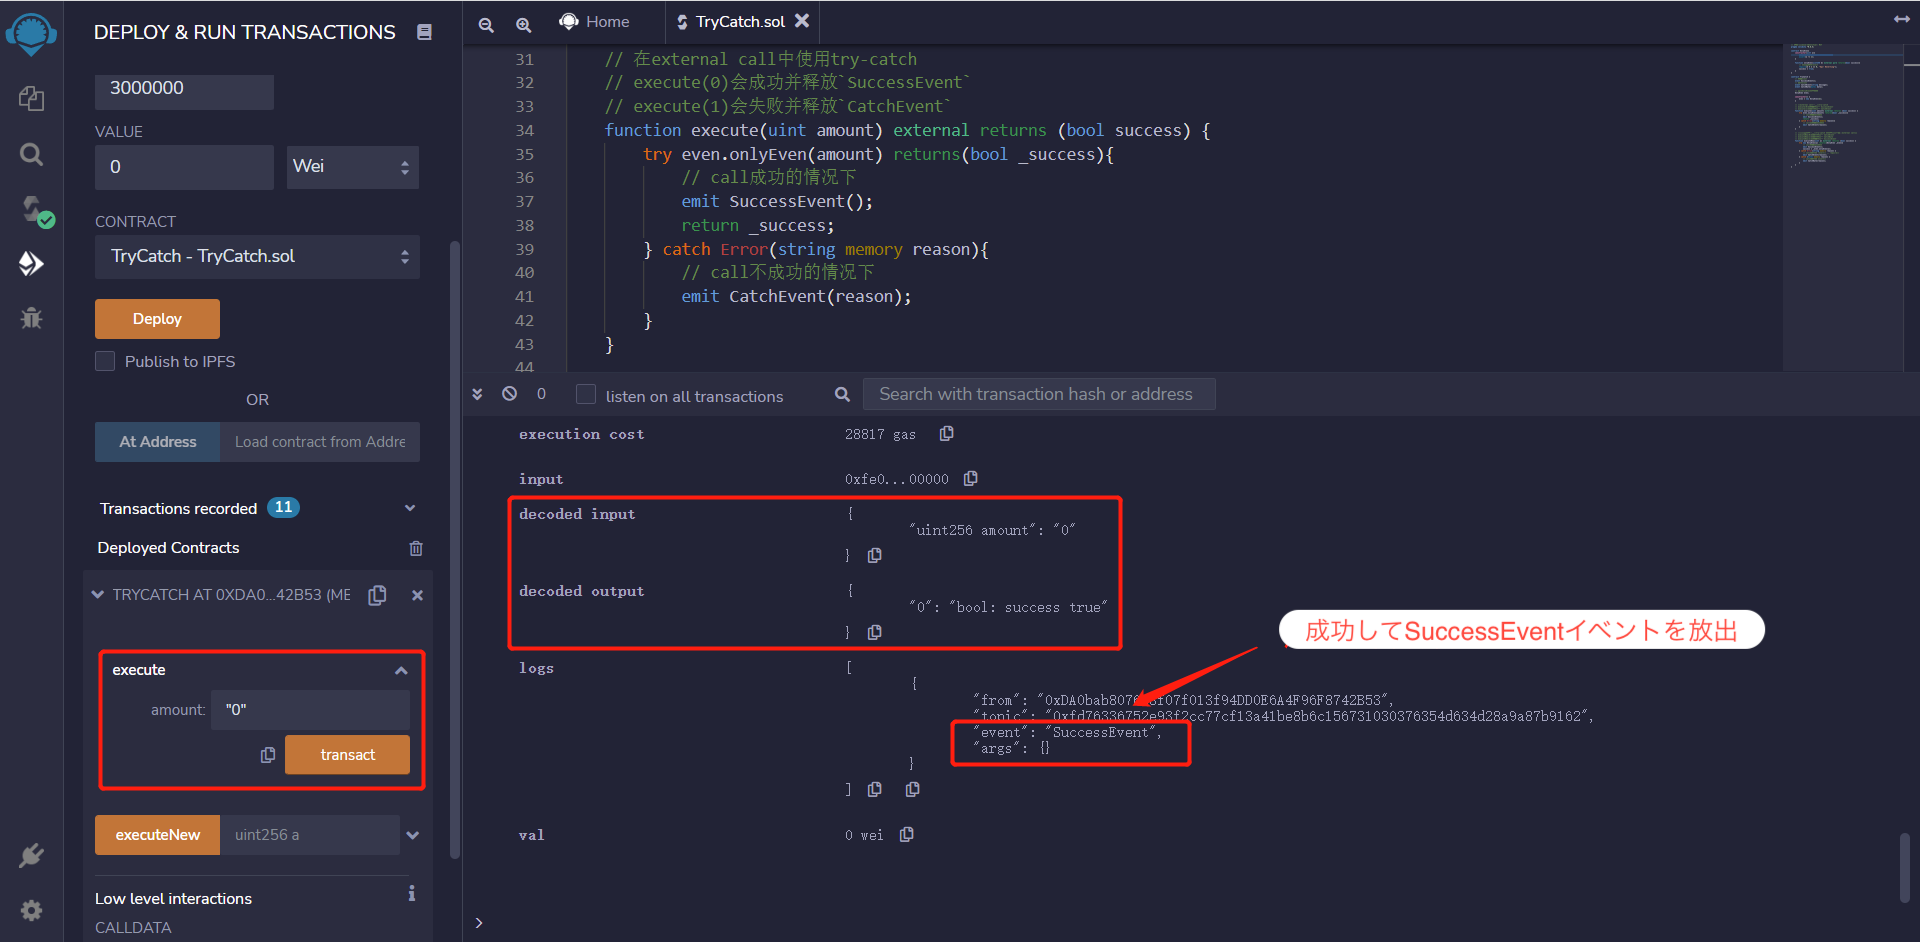 DEPLOY & RUN TRANSACTIONS
3000000
VALUE
0
Wei
CONTRACT
TryCatch - TryCatch.sol
Deploy
Publish to IPFS
OR
At Address
Load contract from Addre
Transactions recorded 11
Deployed Contracts
TRYCATCH AT 0XDA0...42B53 (ME
execute
amount: "0"
transact
executeNew
uint256 a
Low level interactions
CALLDATA
Home
TryCatch.sol
31 // 在external call中使用try-catch
32 // execute(0)会成功并释放`SuccessEvent`
33 // execute(1)会失败并释放`CatchEvent`
34 function execute(uint amount) external returns (bool success) {
35 try even.onlyEven(amount) returns(bool _success){
36 // call成功的情况下
37 emit SuccessEvent();
38 return _success;
39 } catch Error(string memory reason){
40 // call不成功的情况下
41 emit CatchEvent(reason);
42 }
43 }
44
0
listen on all transactions
Search with transaction hash or address
execution cost 28817 gas
input 0xfe0...00000
decoded input {
"uint256 amount": "0"
}
decoded output {
"0": "bool: success true"
}
成功してSuccessEventイベントを放出
logs [
{
"from":
"topic": "0xfd76336752e93f2cc77cf13a41be8b6c156731030376354d634d28a9a87b9162",
"event": "SuccessEvent",
"args": {}
}
]
val 0 wei
>